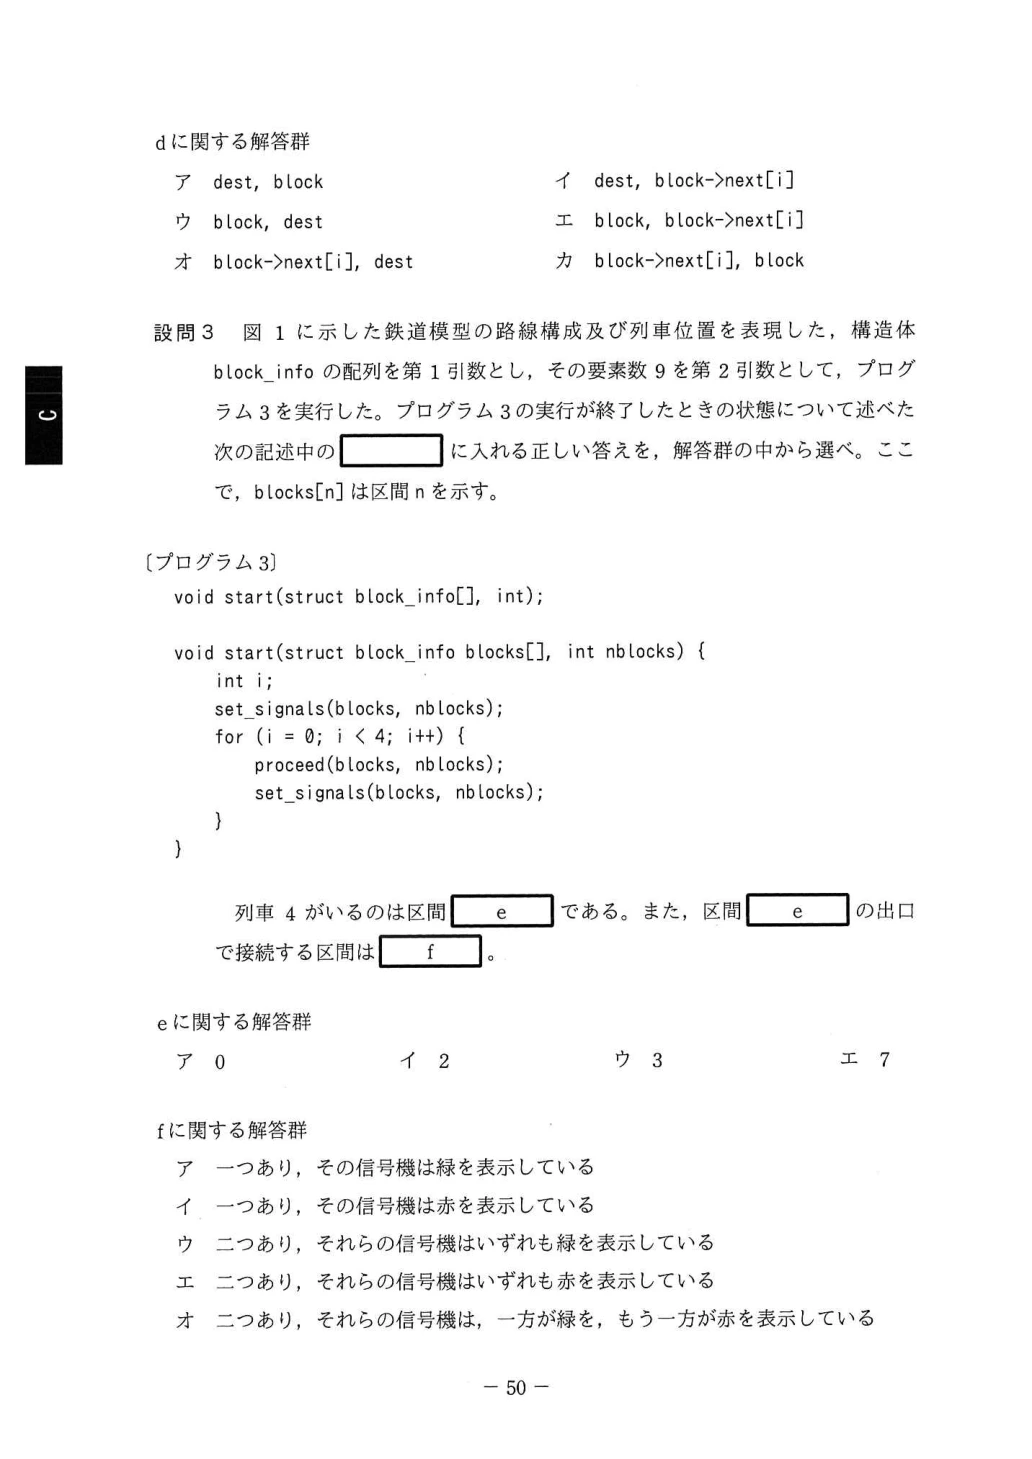 dに関する解答群
ア dest, block イ dest, block->next[i]
ウ block, dest エ block, block->next[i]
オ block->next[i], dest カ block->next[i], block
設問3 図1に示した鉄道模型の路線構成及び列車位置を表現した，構造体
block_info の配列を第1引数とし，その要素数9を第2引数として，プログ
ラム3を実行した。プログラム3の実行が終了したときの状態について述べた
次の記述中の に入れる正しい答えを，解答群の中から選べ。ここ
で，blocks[n]は区間nを示す。
C
〔プログラム3〕
void start(struct block_info[], int);
void start(struct block_info blocks[], int nblocks) {
int i;
set_signals(blocks, nblocks);
for (i = 0; i < 4; i++) {
proceed(blocks, nblocks);
set_signals(blocks, nblocks);
}
}
列車4がいるのは区間 e である。また，区間 e の出口
で接続する区間は f 。
eに関する解答群
ア 0 イ 2 ウ 3 エ 7
fに関する解答群
ア 一つあり，その信号機は緑を表示している
イ 一つあり，その信号機は赤を表示している
ウ 二つあり，それらの信号機はいずれも緑を表示している
エ 二つあり，それらの信号機はいずれも赤を表示している
オ 二つあり，それらの信号機は，一方が緑を，もう一方が赤を表示している
－ 50 －